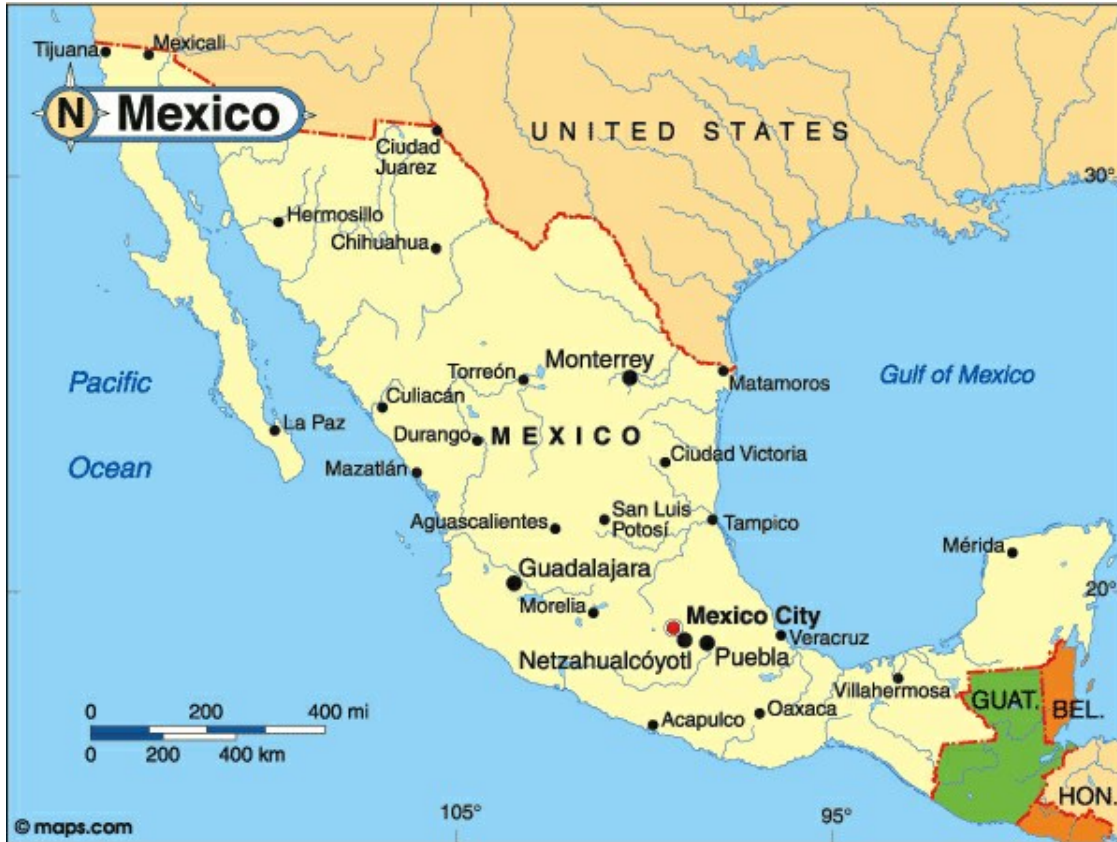 Tijuana
Mexicali
N Mexico
UNITED STATES
Ciudad
Juarez
30°
Hermosillo
Chihuahua
Monterrey
Torreón
Matamoros
Gulf of Mexico
Pacific
Ocean
Culiacán
La Paz
Durango
MEXICO
Ciudad Victoria
Mazatlán
Aguascalientes
San Luis
Potosí
Tampico
Mérida
Guadalajara
20°
Morelia
Mexico City
Veracruz
Netzahualcóyotl
Puebla
Villahermosa
GUAT.
BEL.
0 200 400 mi
0 200 400 km
Acapulco
Oaxaca
HON.
105°
95°
© maps.com